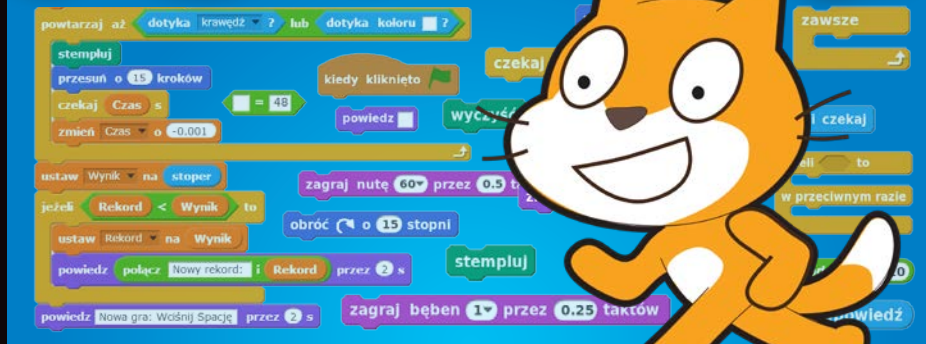 powtarzaj aż dotyka krawędź ? lub dotyka koloru ?
stempluj
przesuń o 15 kroków
czekaj Czas s
zmień Czas o -0.001
ustaw Wynik na stoper
jeżeli Rekord < Wynik to
ustaw Rekord na Wynik
powiedz połącz Nowy rekord: i Rekord przez 2 s
powiedz Nowa gra: Wciśnij Spację przez 2 s
= 48
kiedy kliknięto
powiedz
zagraj nutę 60 przez 0.5
obróć o 15 stopni
stempluj
zagraj bęben 1 przez 0.25 taktów
czekaj
zawsze
i czekaj
to
w przeciwnym razie